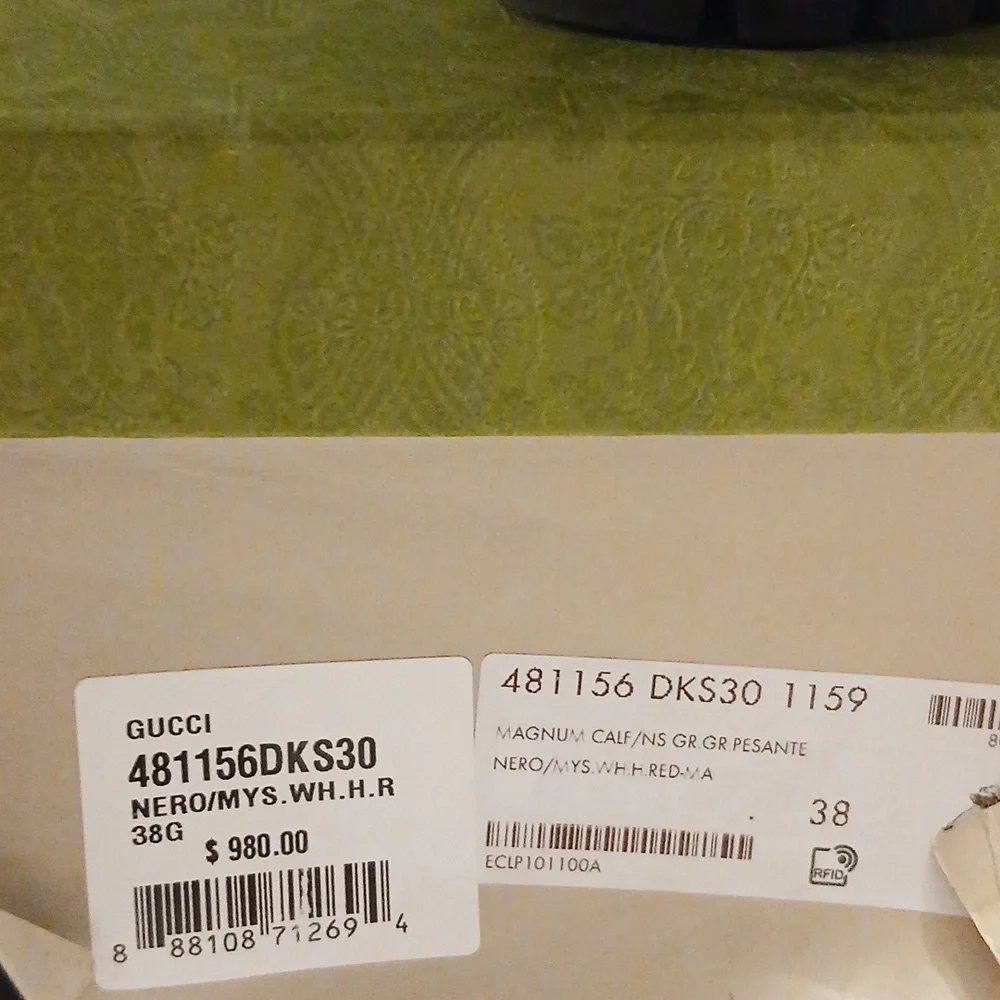 GUCCI
481156DKS30
NERO/MYS.WH.H.R
38G
$ 980.00
8 88108 71269 4
481156 DKS30 1159
MAGNUM CALF/NS GR.GR PESANTE
NERO/MYS.WH.H.RED-MA
38
ECLP101100A
RFID